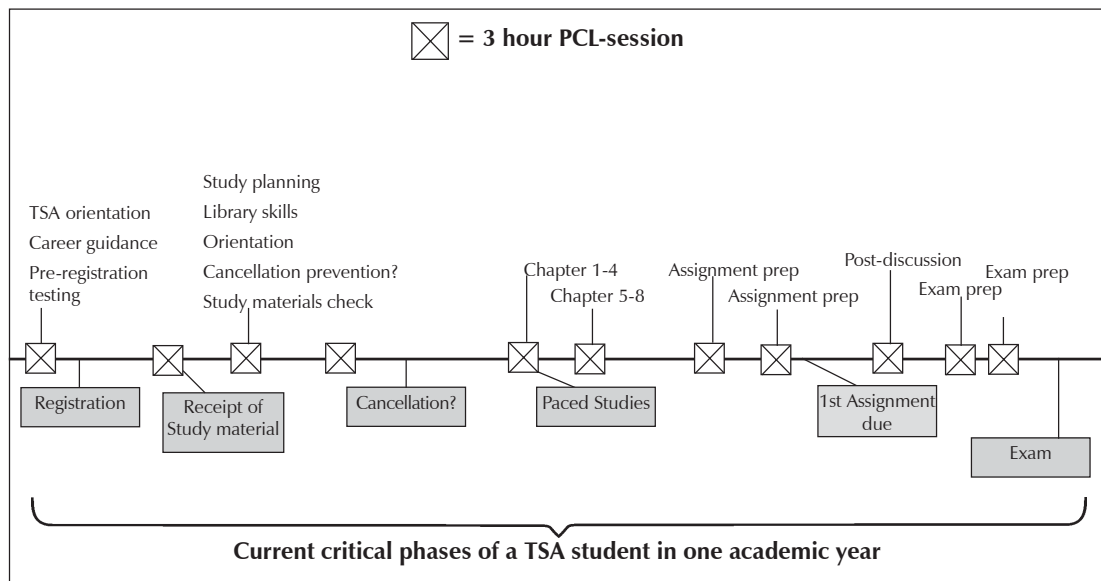 = 3 hour PCL-session
TSA orientation
Career guidance
Pre-registration
testing
Study planning
Library skills
Orientation
Cancellation prevention?
Study materials check
Chapter 1-4
Chapter 5-8
Assignment prep
Assignment prep
Post-discussion
Exam prep
Exam prep
Registration
Receipt of
Study material
Cancellation?
Paced Studies
1st Assignment
due
Exam
Current critical phases of a TSA student in one academic year